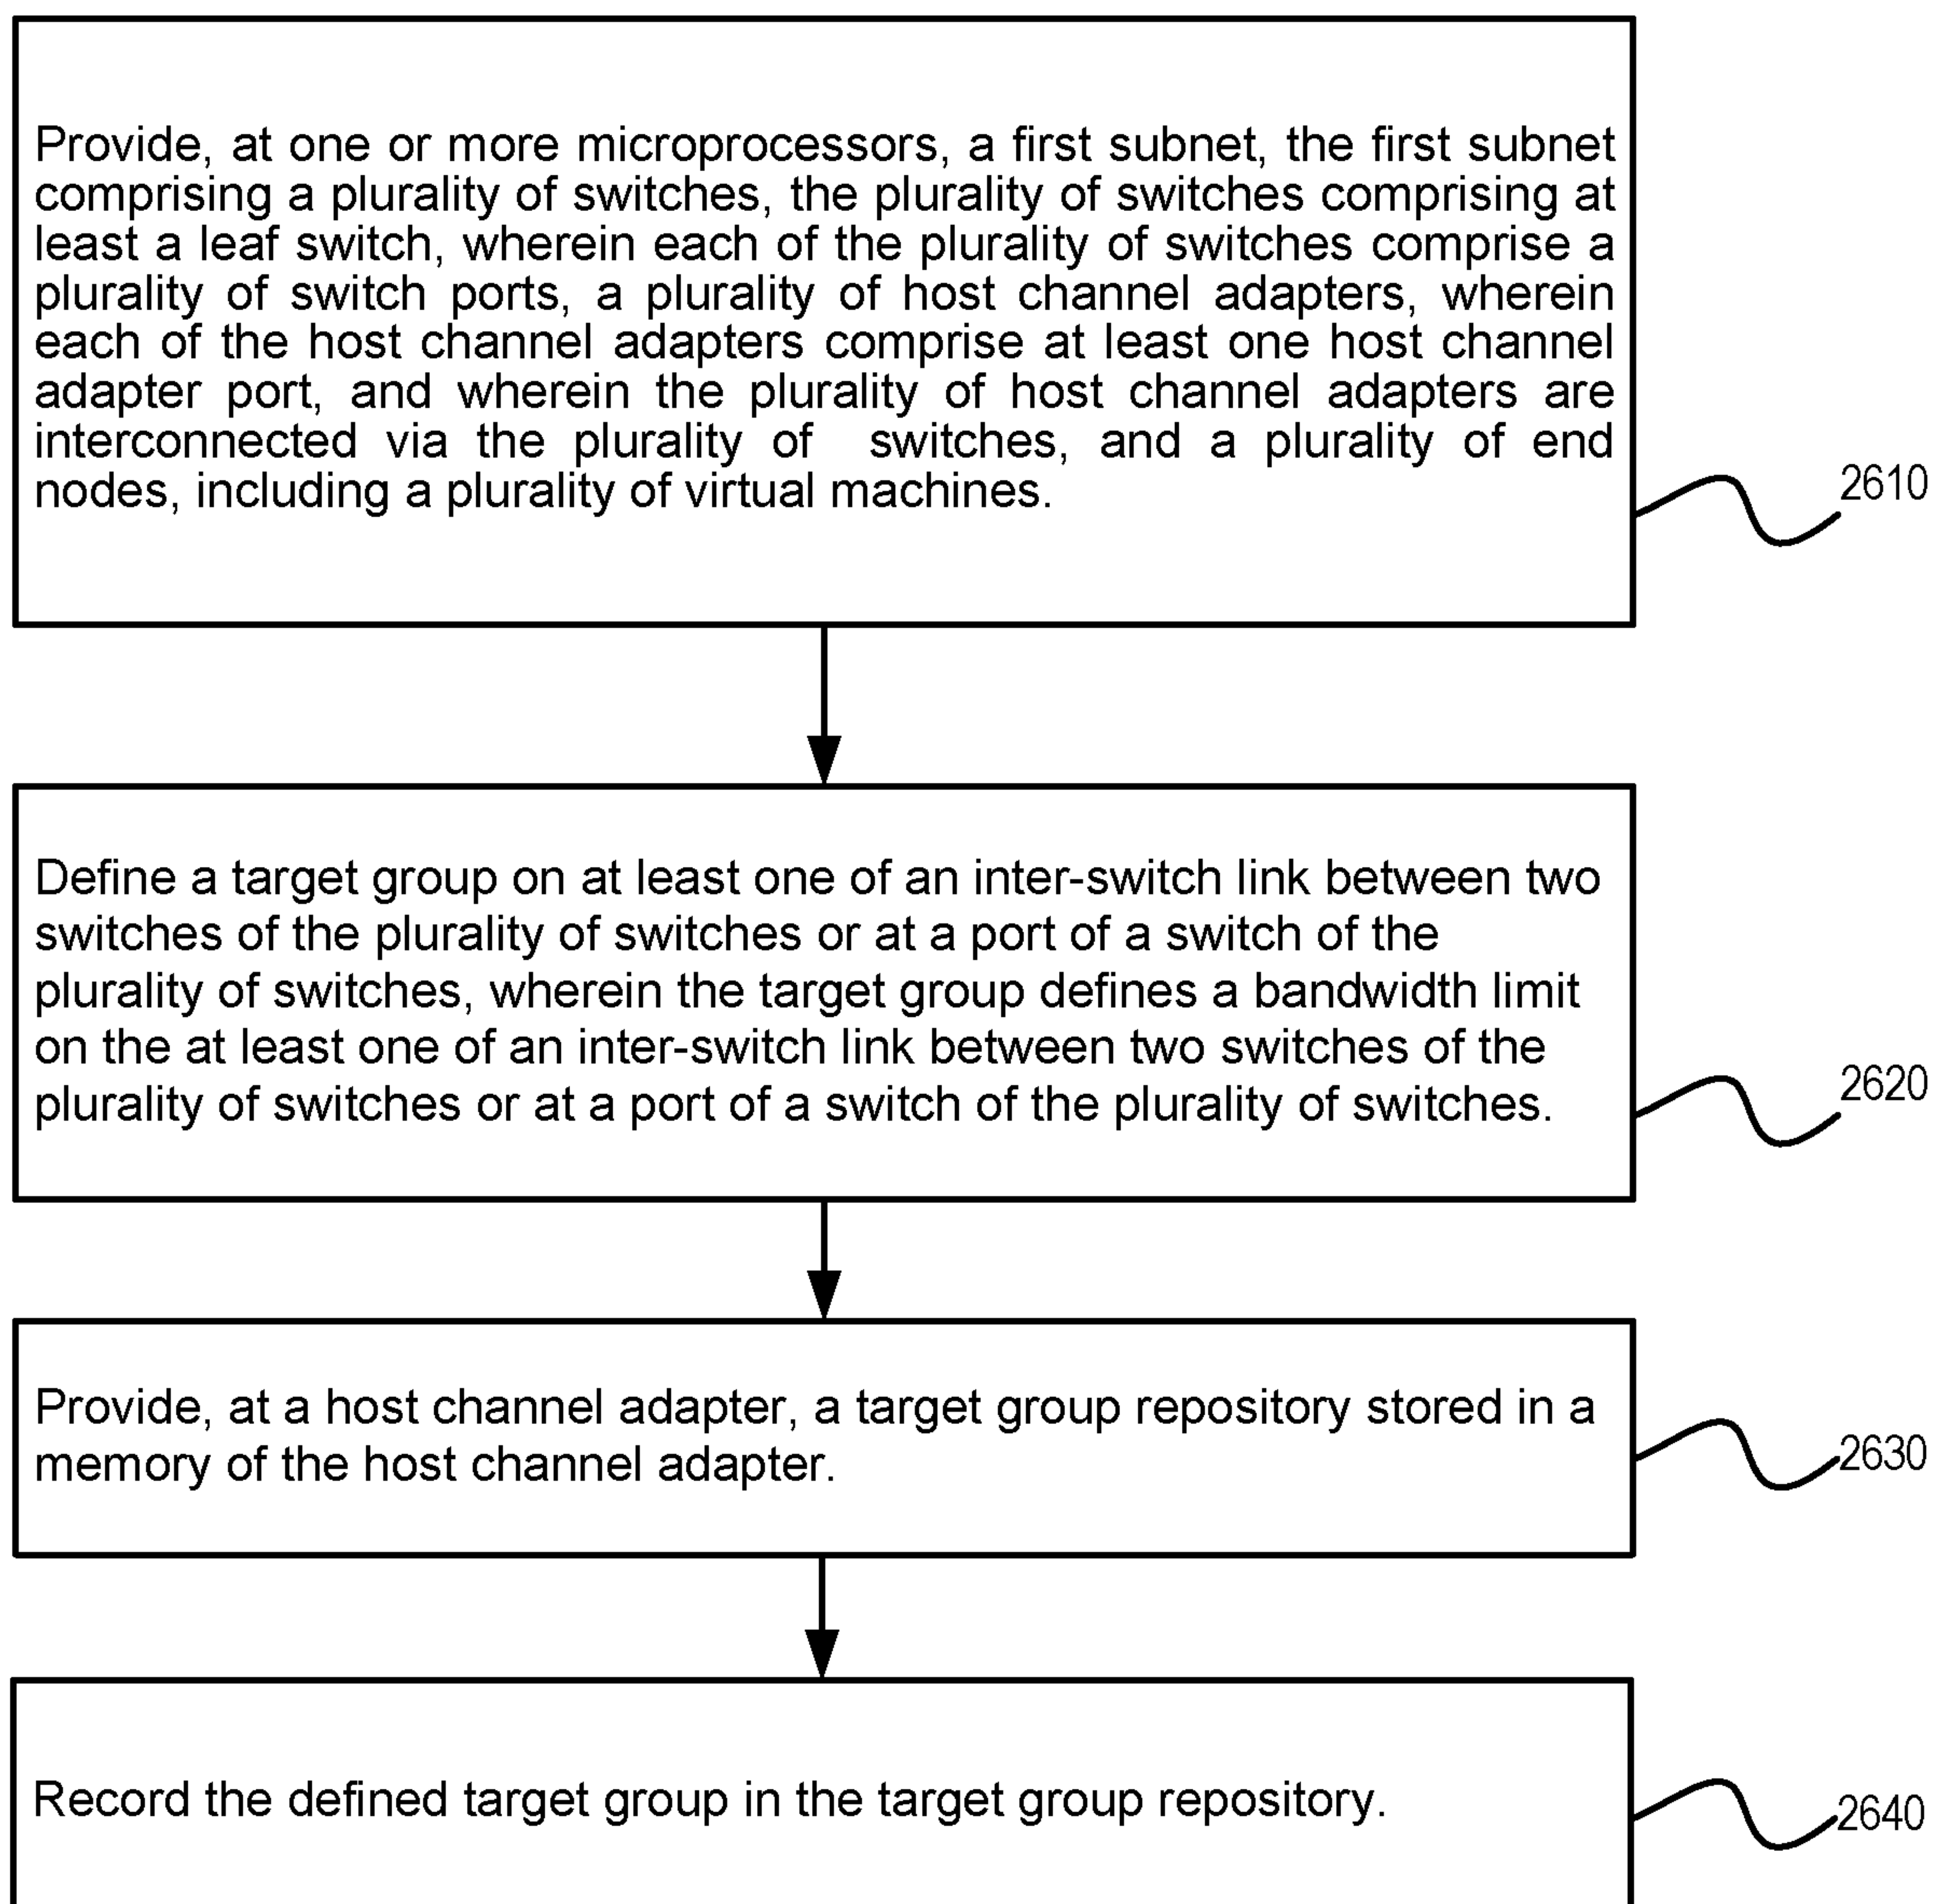 Provide, at one or more microprocessors, a first subnet, the first subnet
comprising a plurality of switches, the plurality of switches comprising at
least a leaf switch, wherein each of the plurality of switches comprise a
plurality of switch ports, a plurality of host channel adapters, wherein
each of the host channel adapters comprise at least one host channel
adapter port, and wherein the plurality of host channel adapters are
interconnected via the plurality of switches, and a plurality of end
nodes, including a plurality of virtual machines.
2610
Define a target group on at least one of an inter-switch link between two
switches of the plurality of switches or at a port of a switch of the
plurality of switches, wherein the target group defines a bandwidth limit
on the at least one of an inter-switch link between two switches of the
plurality of switches or at a port of a switch of the plurality of switches.
2620
Provide, at a host channel adapter, a target group repository stored in a
memory of the host channel adapter.
2630
Record the defined target group in the target group repository.
2640